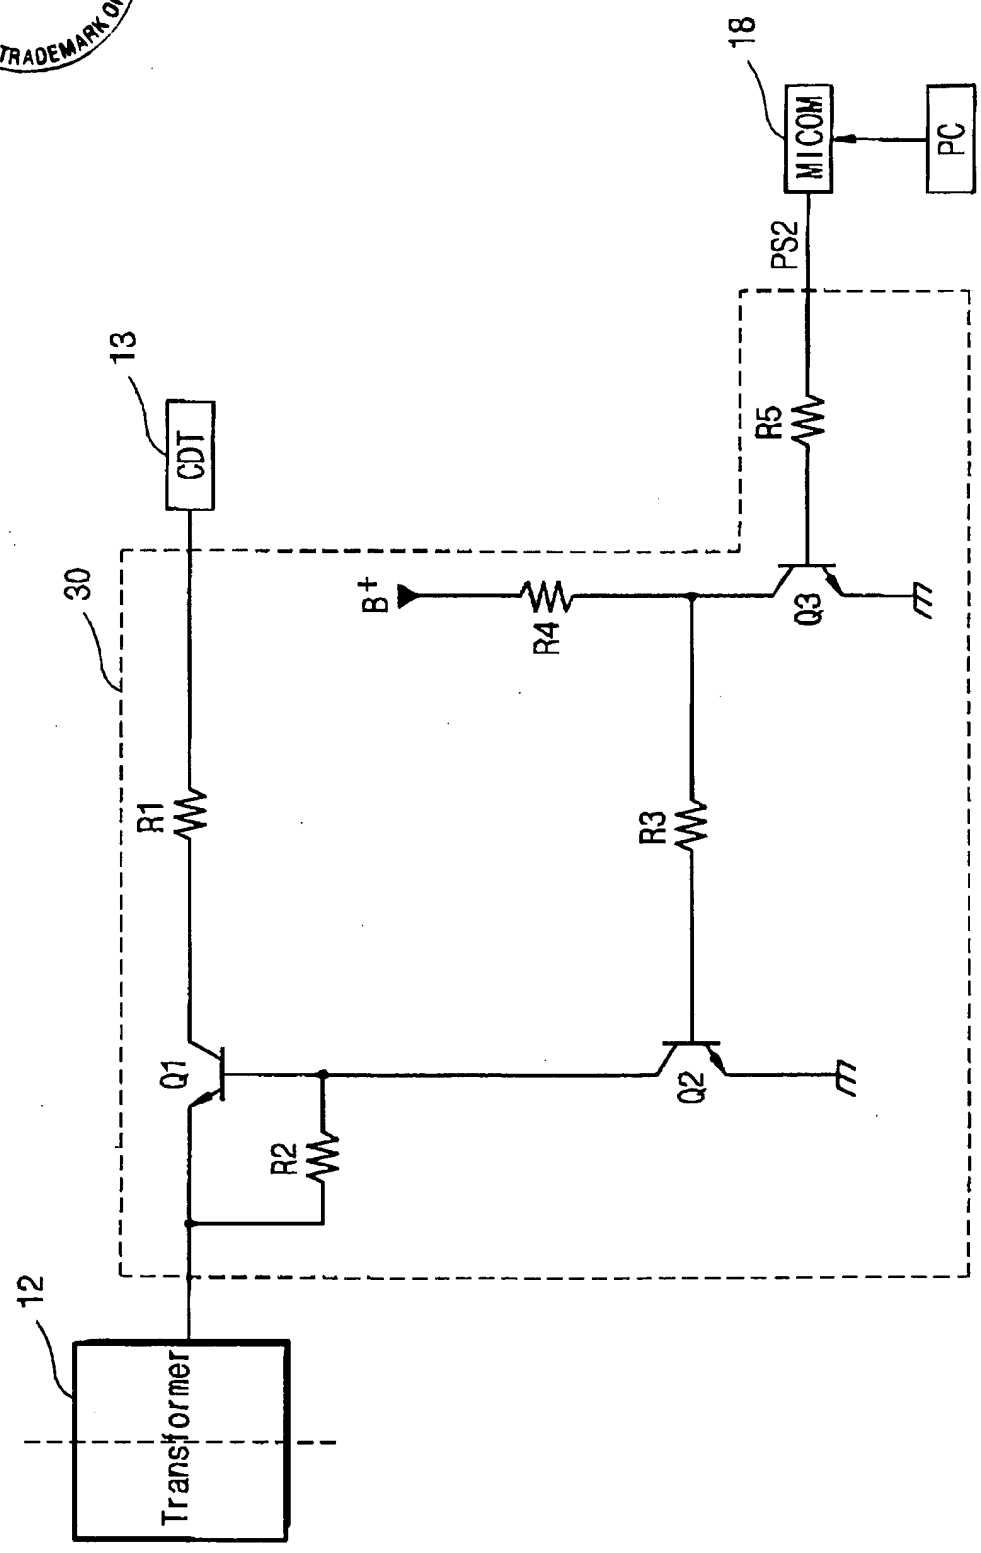 TRADEMARK
12
Transformer
30
Q1
R1
13
CDT
R2
B+
R4
R3
Q2
Q3
R5
PS2
18
MICOM
PC